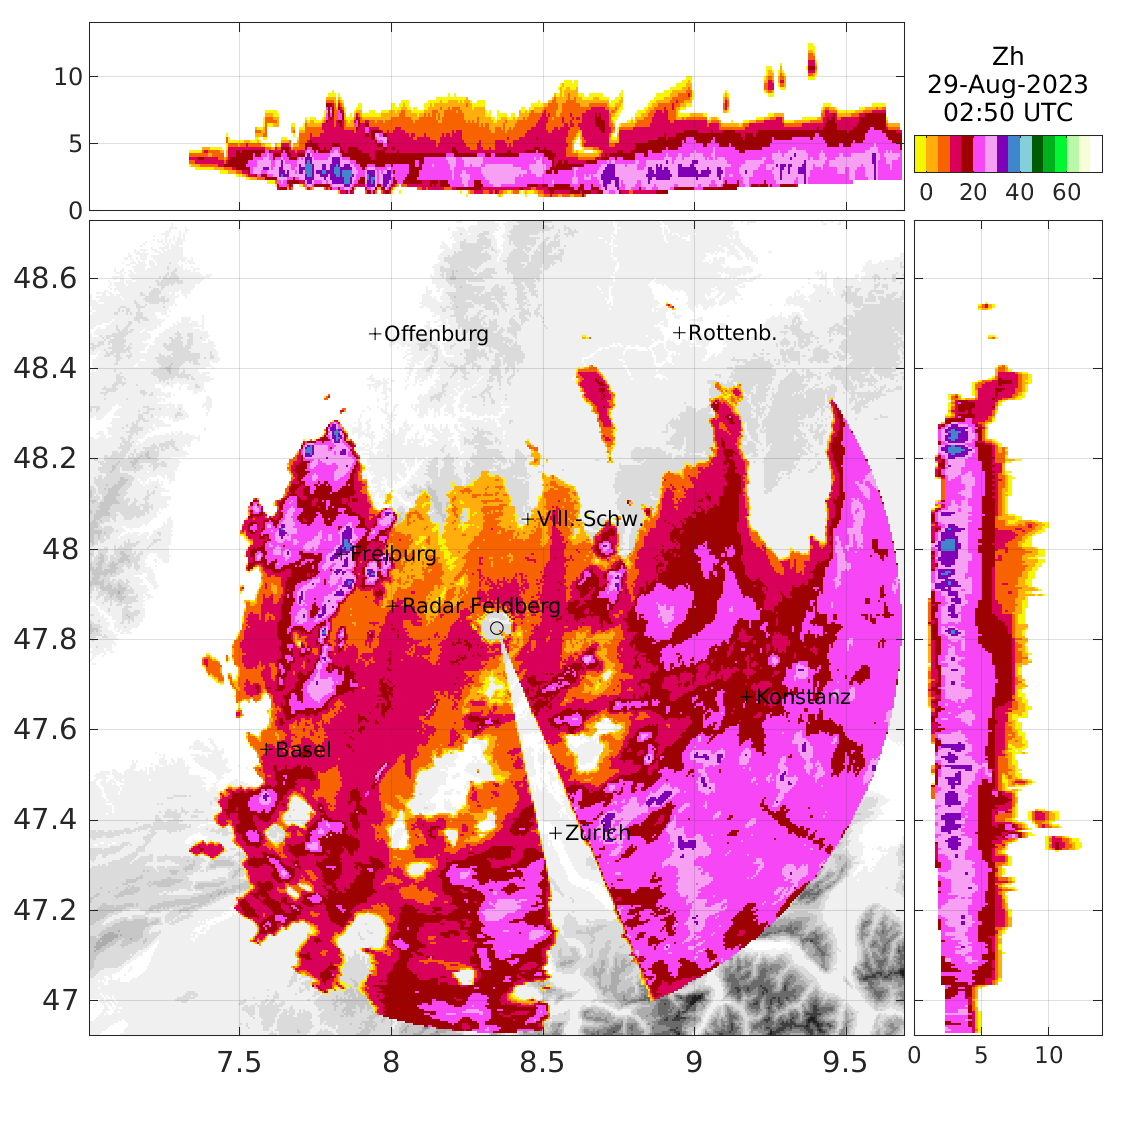 10
5
0
Zh
29-Aug-2023
02:50 UTC
0 20 40 60
48.6
48.4
48.2
48
47.8
47.6
47.4
47.2
47
+Offenburg
+Rottenb.
+Vill.-Schw.
+Freiburg
+Radar Feldberg
+Konstanz
+Basel
+Zurich
7.5 8 8.5 9 9.5
0 5 10